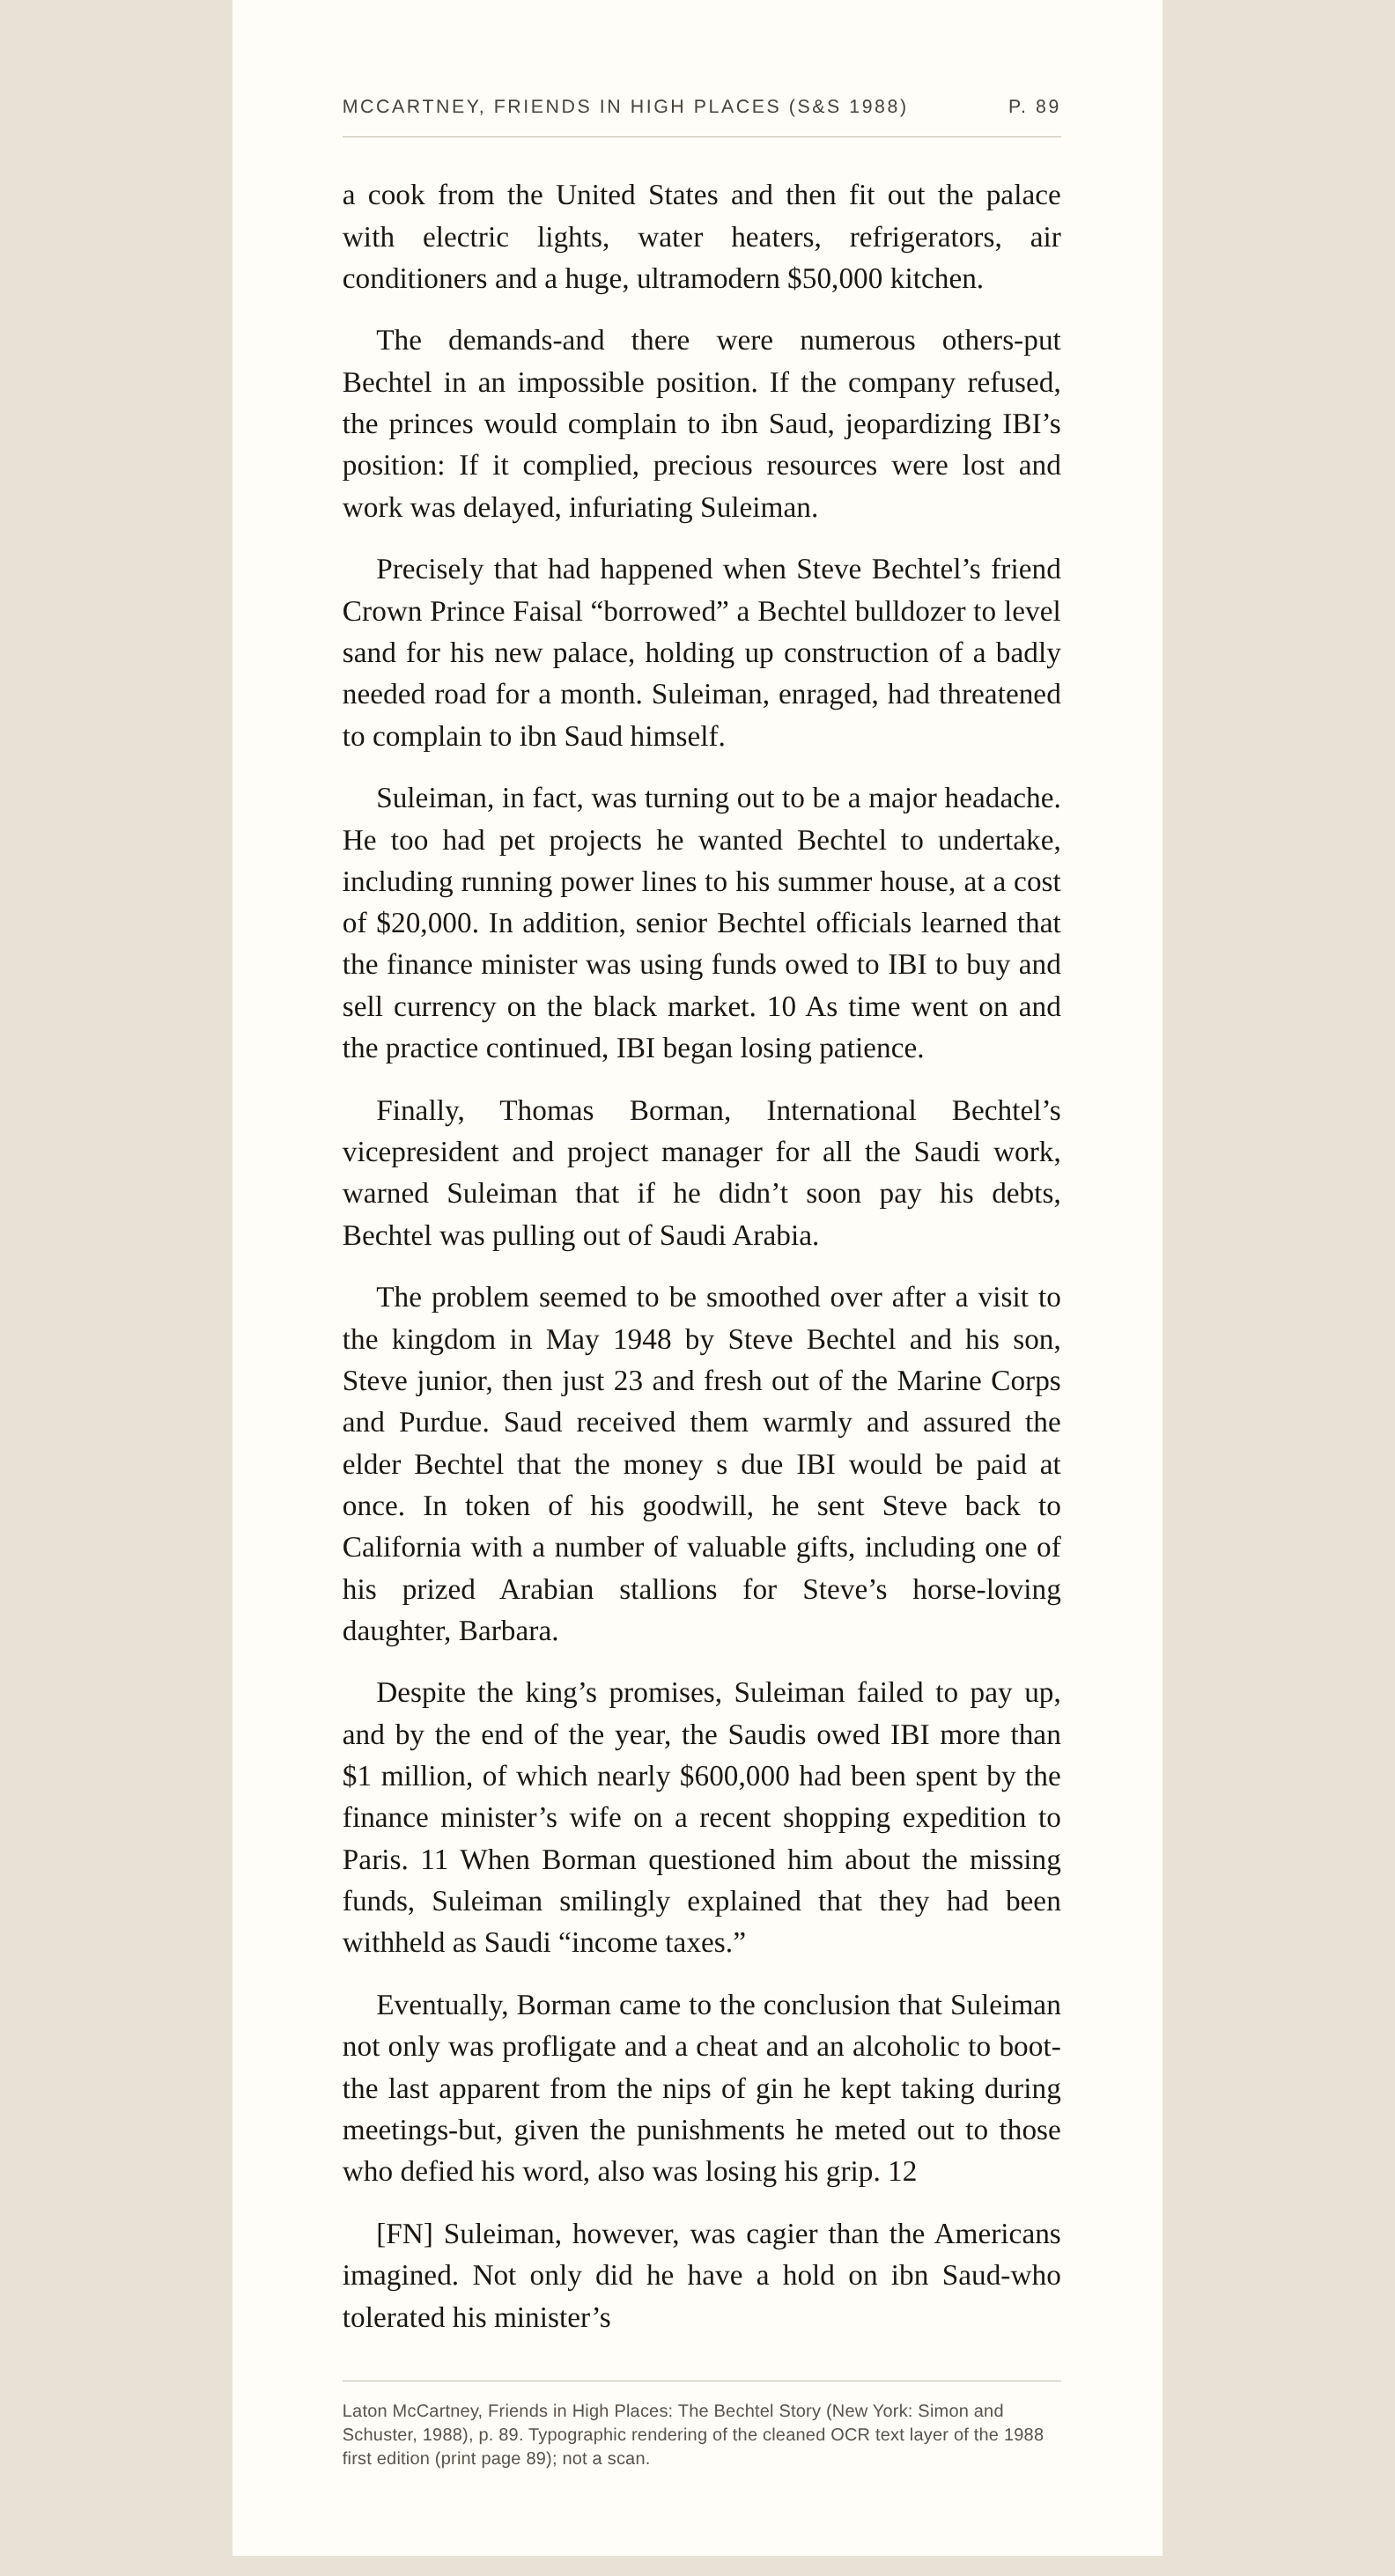 MCCARTNEY, FRIENDS IN HIGH PLACES (S&S 1988) P. 89
a cook from the United States and then fit out the palace
with electric lights, water heaters, refrigerators, air
conditioners and a huge, ultramodern $50,000 kitchen.
The demands-and there were numerous others-put
Bechtel in an impossible position. If the company refused,
the princes would complain to ibn Saud, jeopardizing IBI’s
position: If it complied, precious resources were lost and
work was delayed, infuriating Suleiman.
Precisely that had happened when Steve Bechtel’s friend
Crown Prince Faisal “borrowed” a Bechtel bulldozer to level
sand for his new palace, holding up construction of a badly
needed road for a month. Suleiman, enraged, had threatened
to complain to ibn Saud himself.
Suleiman, in fact, was turning out to be a major headache.
He too had pet projects he wanted Bechtel to undertake,
including running power lines to his summer house, at a cost
of $20,000. In addition, senior Bechtel officials learned that
the finance minister was using funds owed to IBI to buy and
sell currency on the black market. 10 As time went on and
the practice continued, IBI began losing patience.
Finally, Thomas Borman, International Bechtel’s
vicepresident and project manager for all the Saudi work,
warned Suleiman that if he didn’t soon pay his debts,
Bechtel was pulling out of Saudi Arabia.
The problem seemed to be smoothed over after a visit to
the kingdom in May 1948 by Steve Bechtel and his son,
Steve junior, then just 23 and fresh out of the Marine Corps
and Purdue. Saud received them warmly and assured the
elder Bechtel that the money s due IBI would be paid at
once. In token of his goodwill, he sent Steve back to
California with a number of valuable gifts, including one of
his prized Arabian stallions for Steve’s horse-loving
daughter, Barbara.
Despite the king’s promises, Suleiman failed to pay up,
and by the end of the year, the Saudis owed IBI more than
$1 million, of which nearly $600,000 had been spent by the
finance minister’s wife on a recent shopping expedition to
Paris. 11 When Borman questioned him about the missing
funds, Suleiman smilingly explained that they had been
withheld as Saudi “income taxes.”
Eventually, Borman came to the conclusion that Suleiman
not only was profligate and a cheat and an alcoholic to boot-
the last apparent from the nips of gin he kept taking during
meetings-but, given the punishments he meted out to those
who defied his word, also was losing his grip. 12
[FN] Suleiman, however, was cagier than the Americans
imagined. Not only did he have a hold on ibn Saud-who
tolerated his minister’s
Laton McCartney, Friends in High Places: The Bechtel Story (New York: Simon and
Schuster, 1988), p. 89. Typographic rendering of the cleaned OCR text layer of the 1988
first edition (print page 89); not a scan.